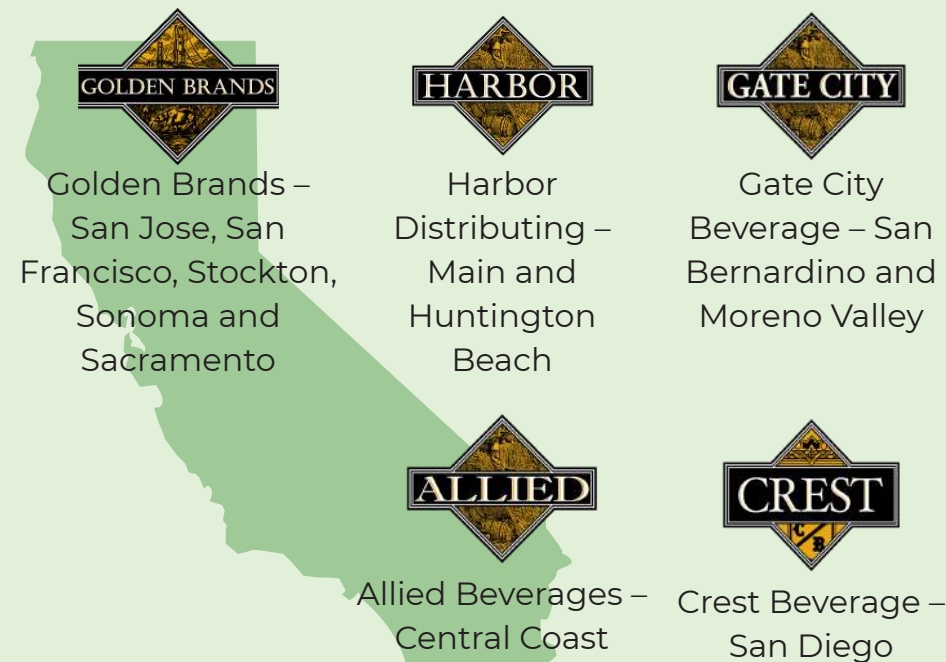 GOLDEN BRANDS
Golden Brands –
San Jose, San
Francisco, Stockton,
Sonoma and
Sacramento
HARBOR
Harbor
Distributing –
Main and
Huntington
Beach
GATE CITY
Gate City
Beverage – San
Bernardino and
Moreno Valley
ALLIED
Allied Beverages –
Central Coast
CREST
C
B
Crest Beverage –
San Diego